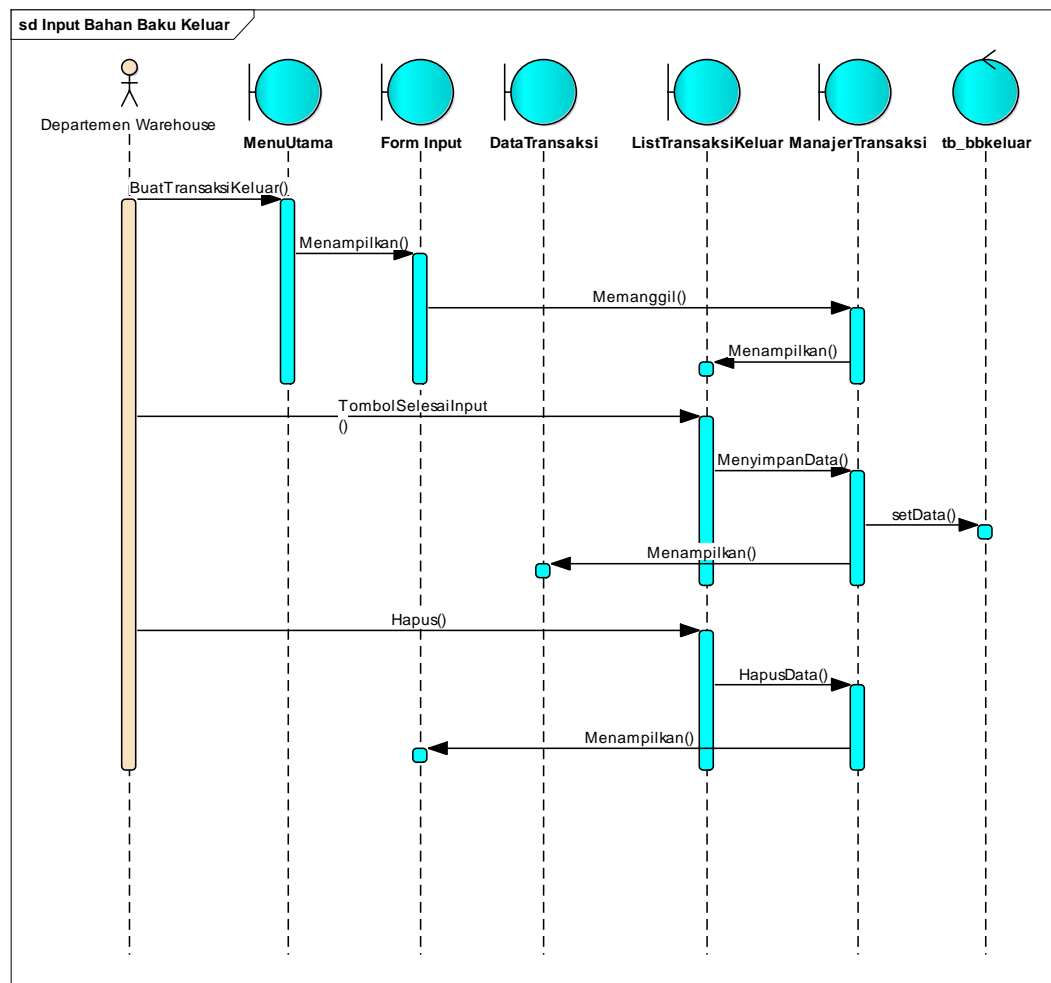 sd Input Bahan Baku Keluar
Departemen Warehouse
MenuUtama
Form Input
DataTransaksi
ListTransaksiKeluar
ManajerTransaksi
tb_bbkeluar
BuatTransaksiKeluar()
Menampilkan()
Memanggil()
Menampilkan()
TombolSelesaiInput
()
MenyimpanData()
setData()
Menampilkan()
Hapus()
HapusData()
Menampilkan()